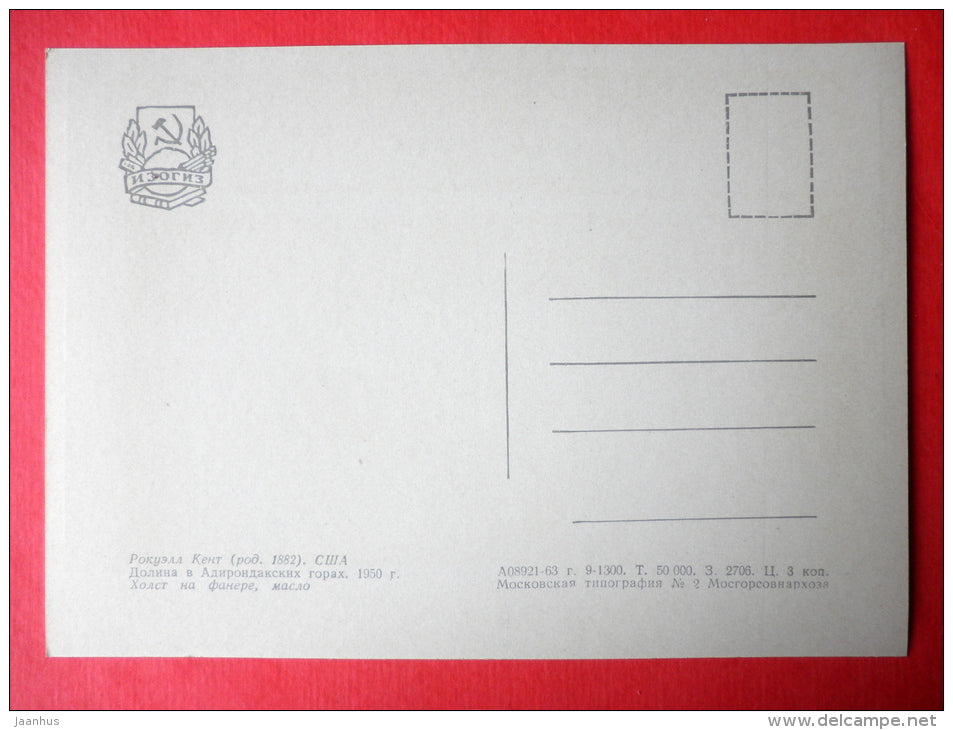 ИЗОГИЗ
Рокуэлл Кент (род. 1882). США
Долина в Адирондакских горах. 1950 г.
Холст на фанере, масло
А08921-63 г. 9-1300. Т. 50 000. З. 2706. Ц. 3 коп.
Московская типография № 2 Мосгорсовнархоза
jaanhus
www.delcampe.net